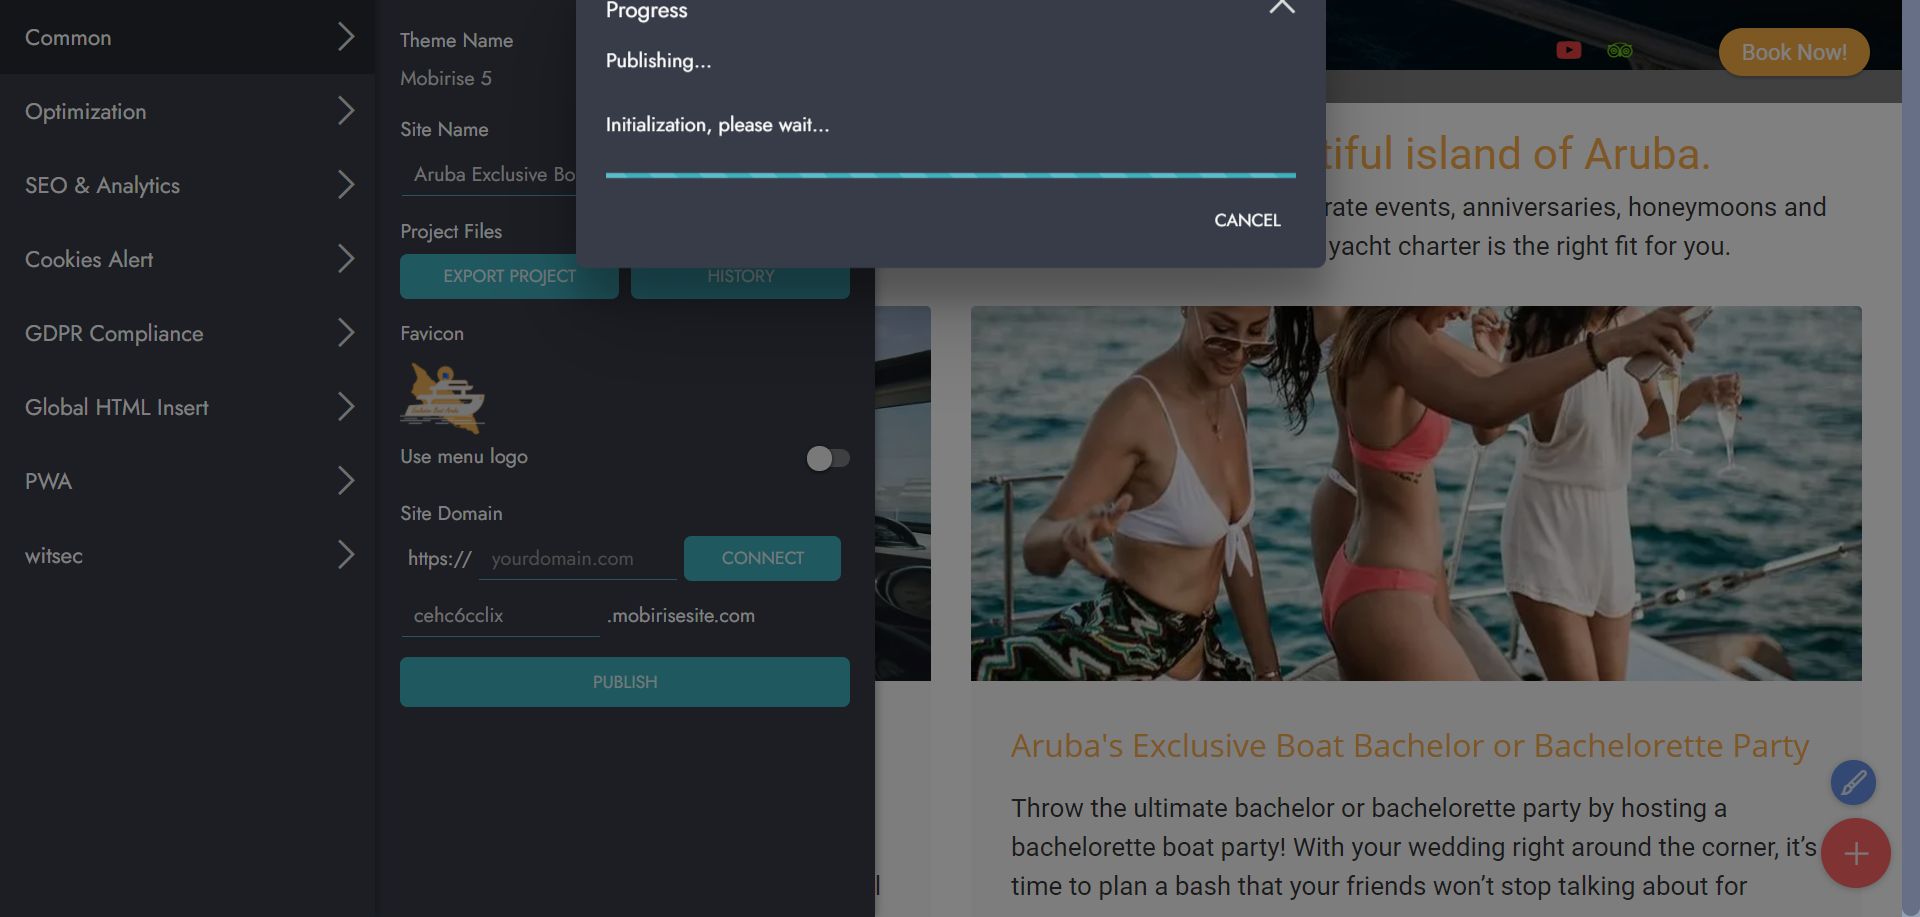 Common
Optimization
SEO & Analytics
Cookies Alert
GDPR Compliance
Global HTML Insert
PWA
witsec
Theme Name
Mobirise 5
Site Name
Aruba Exclusive Bo
Project Files
EXPORT PROJECT
HISTORY
Favicon
Use menu logo
Site Domain
https://
yourdomain.com
CONNECT
cehc6cclix
.mobirisesite.com
PUBLISH
Progress
Publishing...
Initialization, please wait...
CANCEL
Book Now!
tiful island of Aruba.
rate events, anniversaries, honeymoons and
yacht charter is the right fit for you.
Aruba's Exclusive Boat Bachelor or Bachelorette Party
Throw the ultimate bachelor or bachelorette party by hosting a
bachelorette boat party! With your wedding right around the corner, it’s
time to plan a bash that your friends won’t stop talking about for